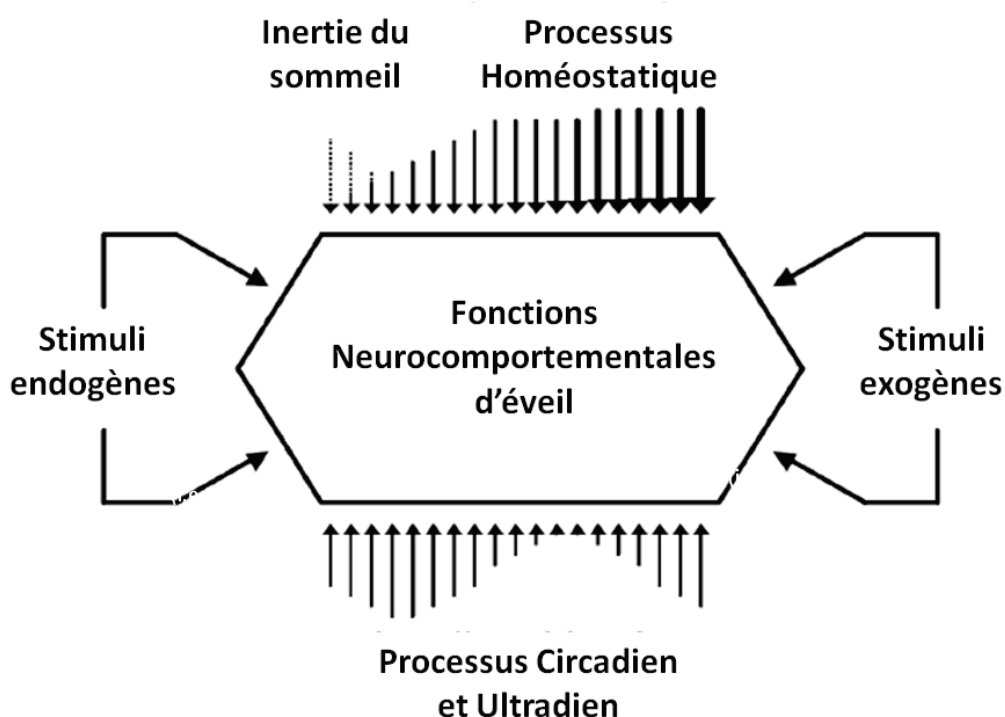 Inertie du
sommeil
Processus
Homéostatique
Stimuli
endogènes
Fonctions
Neurocomportementales
d'éveil
Stimuli
exogènes
Processus Circadien
et Ultradien